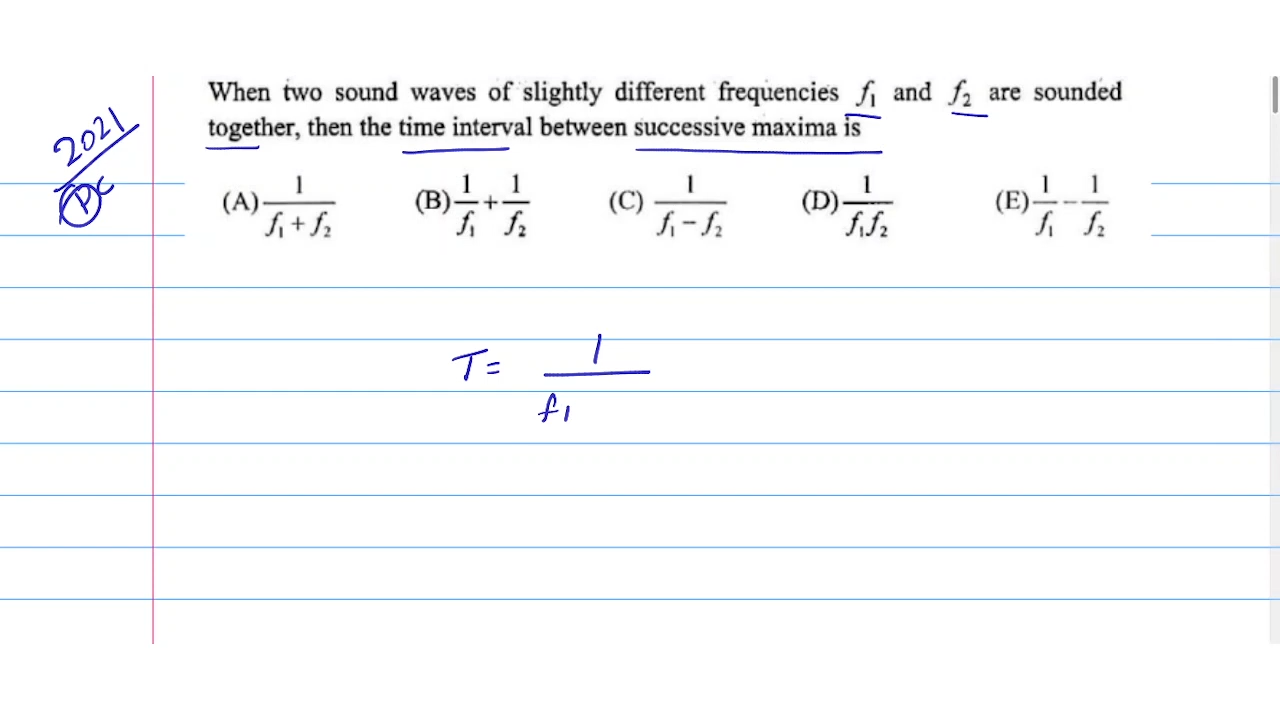 When two sound waves of slightly different frequencies f₁ and f₂ are sounded
together, then the time interval between successive maxima is
(A) 1/(f₁ + f₂) (B) 1/f₁ + 1/f₂ (C) 1/(f₁ − f₂) (D) 1/(f₁f₂) (E) 1/f₁ − 1/f₂
2021
PC
T = 1/f₁